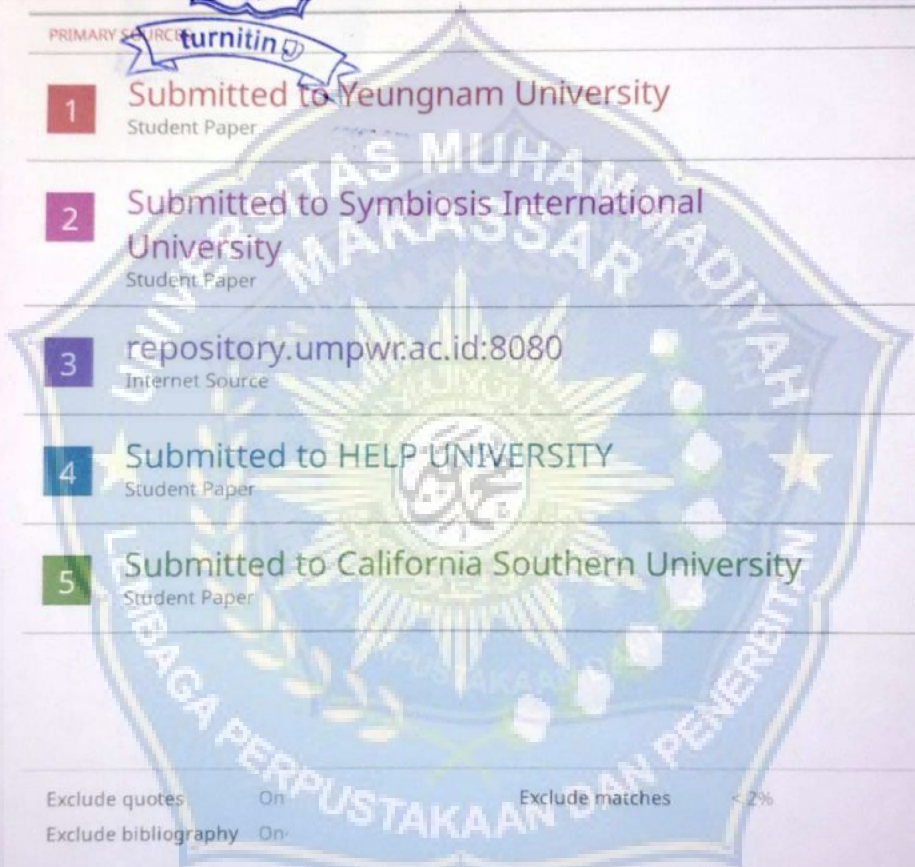 PRIMARY SOURCES
turnitin
1
Submitted to Yeungnam University
Student Paper
2
Submitted to Symbiosis International
University
Student Paper
3
repository.umpwr.ac.id:8080
Internet Source
4
Submitted to HELP UNIVERSITY
Student Paper
5
Submitted to California Southern University
Student Paper
UNIVERSITAS MUHAMMADIYAH
MAKASSAR
LEMBAGA PERPUSTAKAAN DAN PENERBITAN
Exclude quotes On
Exclude matches < 2%
Exclude bibliography On